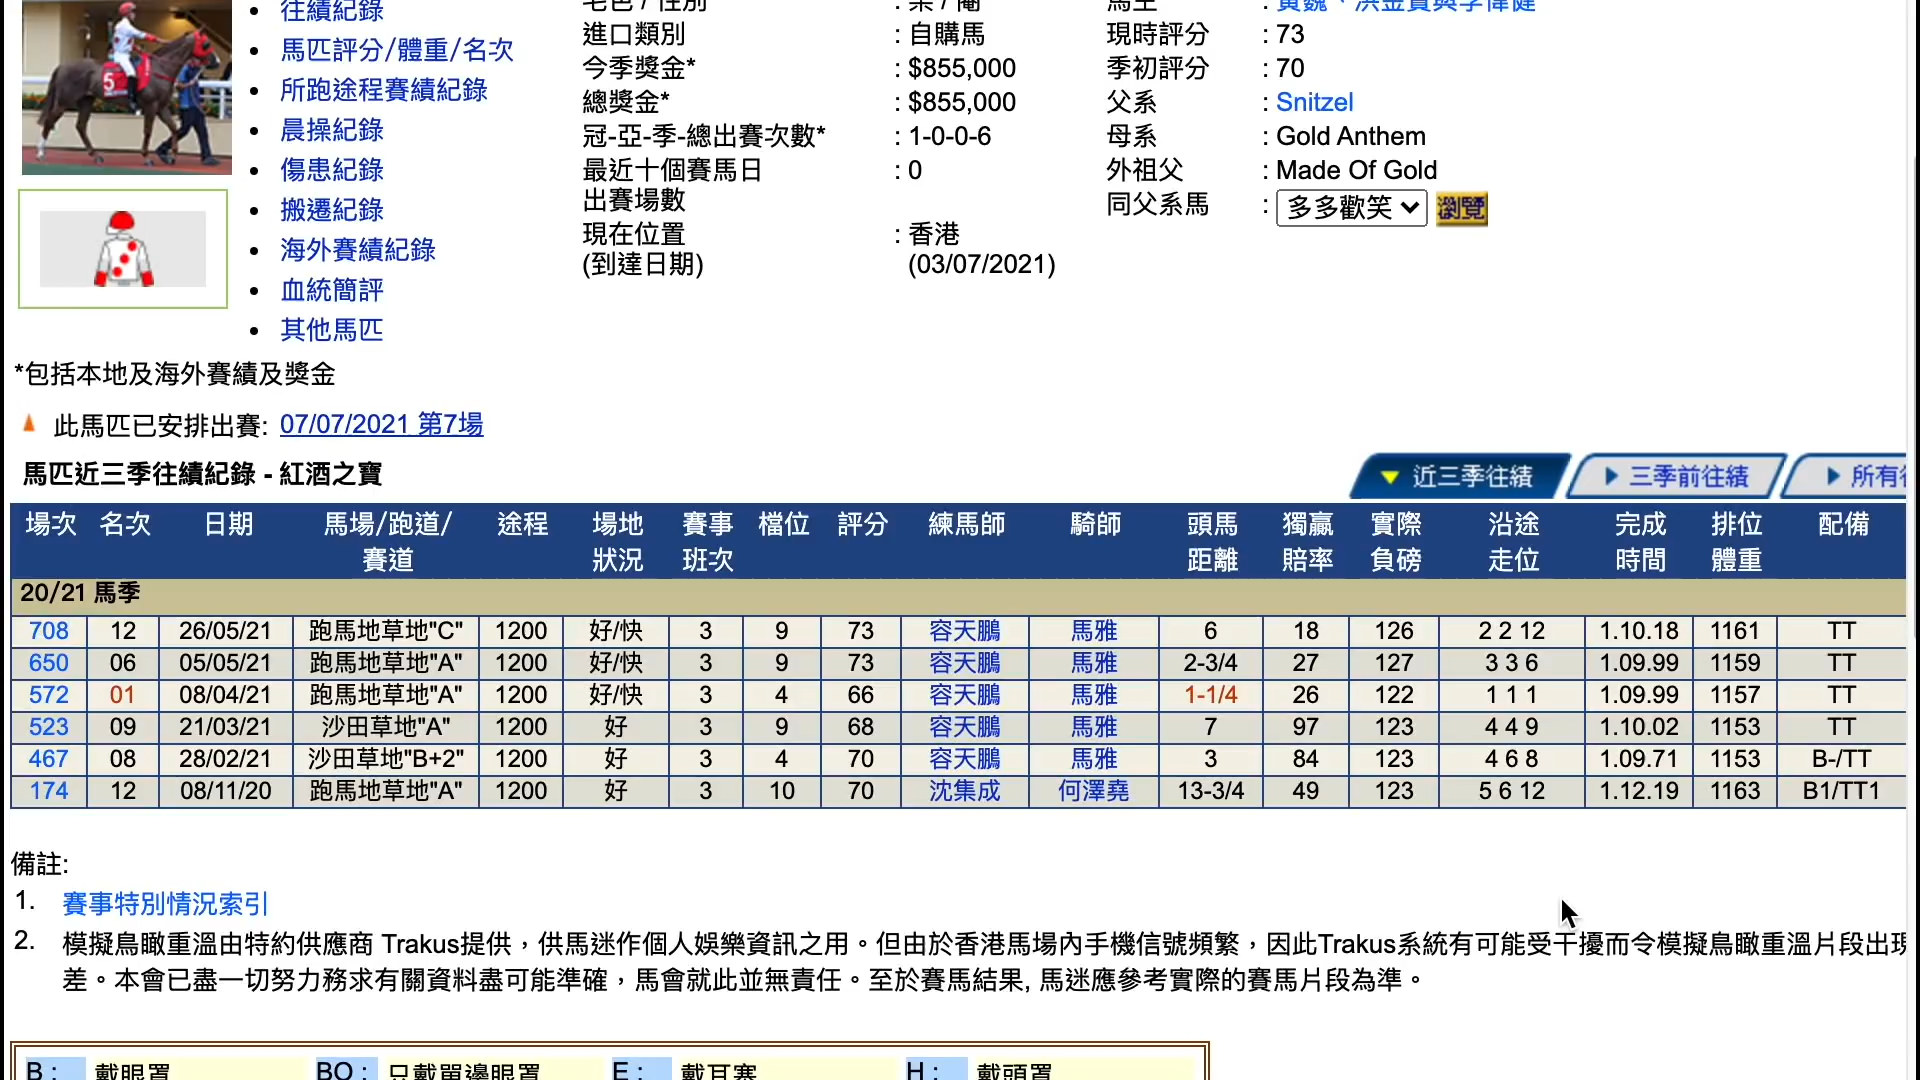 往績紀錄
馬匹評分/體重/名次
所跑途程賽績紀錄
晨操紀錄
傷患紀錄
搬遷紀錄
海外賽績紀錄
血統簡評
其他馬匹
毛色 / 性別 : 栗 / 閹
進口類別 : 自購馬
今季獎金* : $855,000
總獎金* : $855,000
冠-亞-季-總出賽次數* : 1-0-0-6
最近十個賽馬日 : 0
出賽場數
現在位置 : 香港
(到達日期) (03/07/2021)
馬主 :
現時評分 : 73
季初評分 : 70
父系 : Snitzel
母系 : Gold Anthem
外祖父 : Made Of Gold
同父系馬 : 多多歡笑 瀏覽
5
*包括本地及海外賽績及獎金
此馬匹已安排出賽: 07/07/2021 第7場
馬匹近三季往績紀錄 - 紅酒之寶
近三季往績 三季前往績 所有
場次 名次 日期 馬場/跑道/賽道 途程 場地狀況 賽事班次 檔位 評分 練馬師 騎師 頭馬距離 獨贏賠率 實際負磅 沿途走位 完成時間 排位體重 配備
20/21 馬季
708 12 26/05/21 跑馬地草地"C" 1200 好/快 3 9 73 容天鵬 馬雅 6 18 126 2 2 12 1.10.18 1161 TT
650 06 05/05/21 跑馬地草地"A" 1200 好/快 3 9 73 容天鵬 馬雅 2-3/4 27 127 3 3 6 1.09.99 1159 TT
572 01 08/04/21 跑馬地草地"A" 1200 好/快 3 4 66 容天鵬 馬雅 1-1/4 26 122 1 1 1 1.09.99 1157 TT
523 09 21/03/21 沙田草地"A" 1200 好 3 9 68 容天鵬 馬雅 7 97 123 4 4 9 1.10.02 1153 TT
467 08 28/02/21 沙田草地"B+2" 1200 好 3 4 70 容天鵬 馬雅 3 84 123 4 6 8 1.09.71 1153 B-/TT
174 12 08/11/20 跑馬地草地"A" 1200 好 3 10 70 沈集成 何澤堯 13-3/4 49 123 5 6 12 1.12.19 1163 B1/TT1
備註:
1. 賽事特別情況索引
2. 模擬鳥瞰重溫由特約供應商 Trakus提供，供馬迷作個人娛樂資訊之用。但由於香港馬場內手機信號頻繁，因此Trakus系統有可能受干擾而令模擬鳥瞰重溫片段出現
差。本會已盡一切努力務求有關資料盡可能準確，馬會就此並無責任。至於賽馬結果, 馬迷應參考實際的賽馬片段為準。
B : 戴眼罩 BO : 只戴單邊眼罩 E : 戴耳塞 H : 戴頭罩